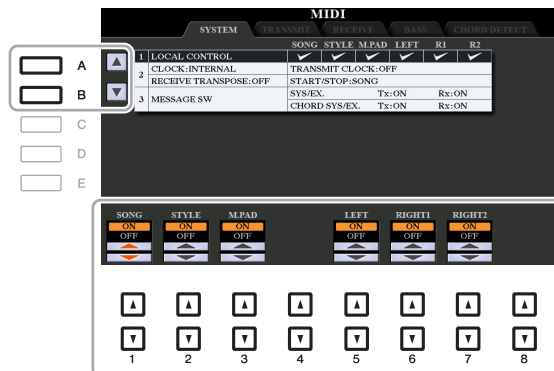 MIDI
SYSTEM TRANSMIT RECEIVE BASS CHORD DETECT
SONG STYLE M.PAD LEFT R1 R2
1 LOCAL CONTROL
2 CLOCK:INTERNAL TRANSMIT CLOCK:OFF
RECEIVE TRANSPOSE:OFF START/STOP:SONG
3 MESSAGE SW SYS/EX. Tx:ON Rx:ON
CHORD SYS/EX. Tx:ON Rx:ON
A
B
C
D
E
SONG STYLE M.PAD LEFT RIGHT1 RIGHT2
ON ON ON ON ON ON
OFF OFF OFF OFF OFF OFF
1 2 3 4 5 6 7 8